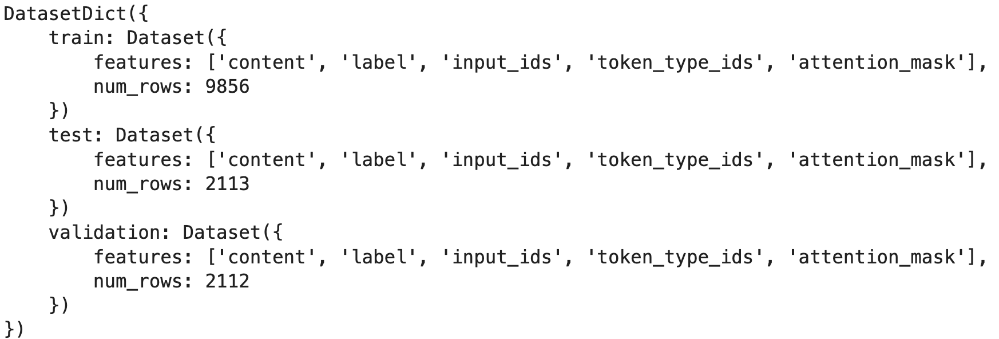 DatasetDict({
    train: Dataset({
        features: ['content', 'label', 'input_ids', 'token_type_ids', 'attention_mask'],
        num_rows: 9856
    })
    test: Dataset({
        features: ['content', 'label', 'input_ids', 'token_type_ids', 'attention_mask'],
        num_rows: 2113
    })
    validation: Dataset({
        features: ['content', 'label', 'input_ids', 'token_type_ids', 'attention_mask'],
        num_rows: 2112
    })
})